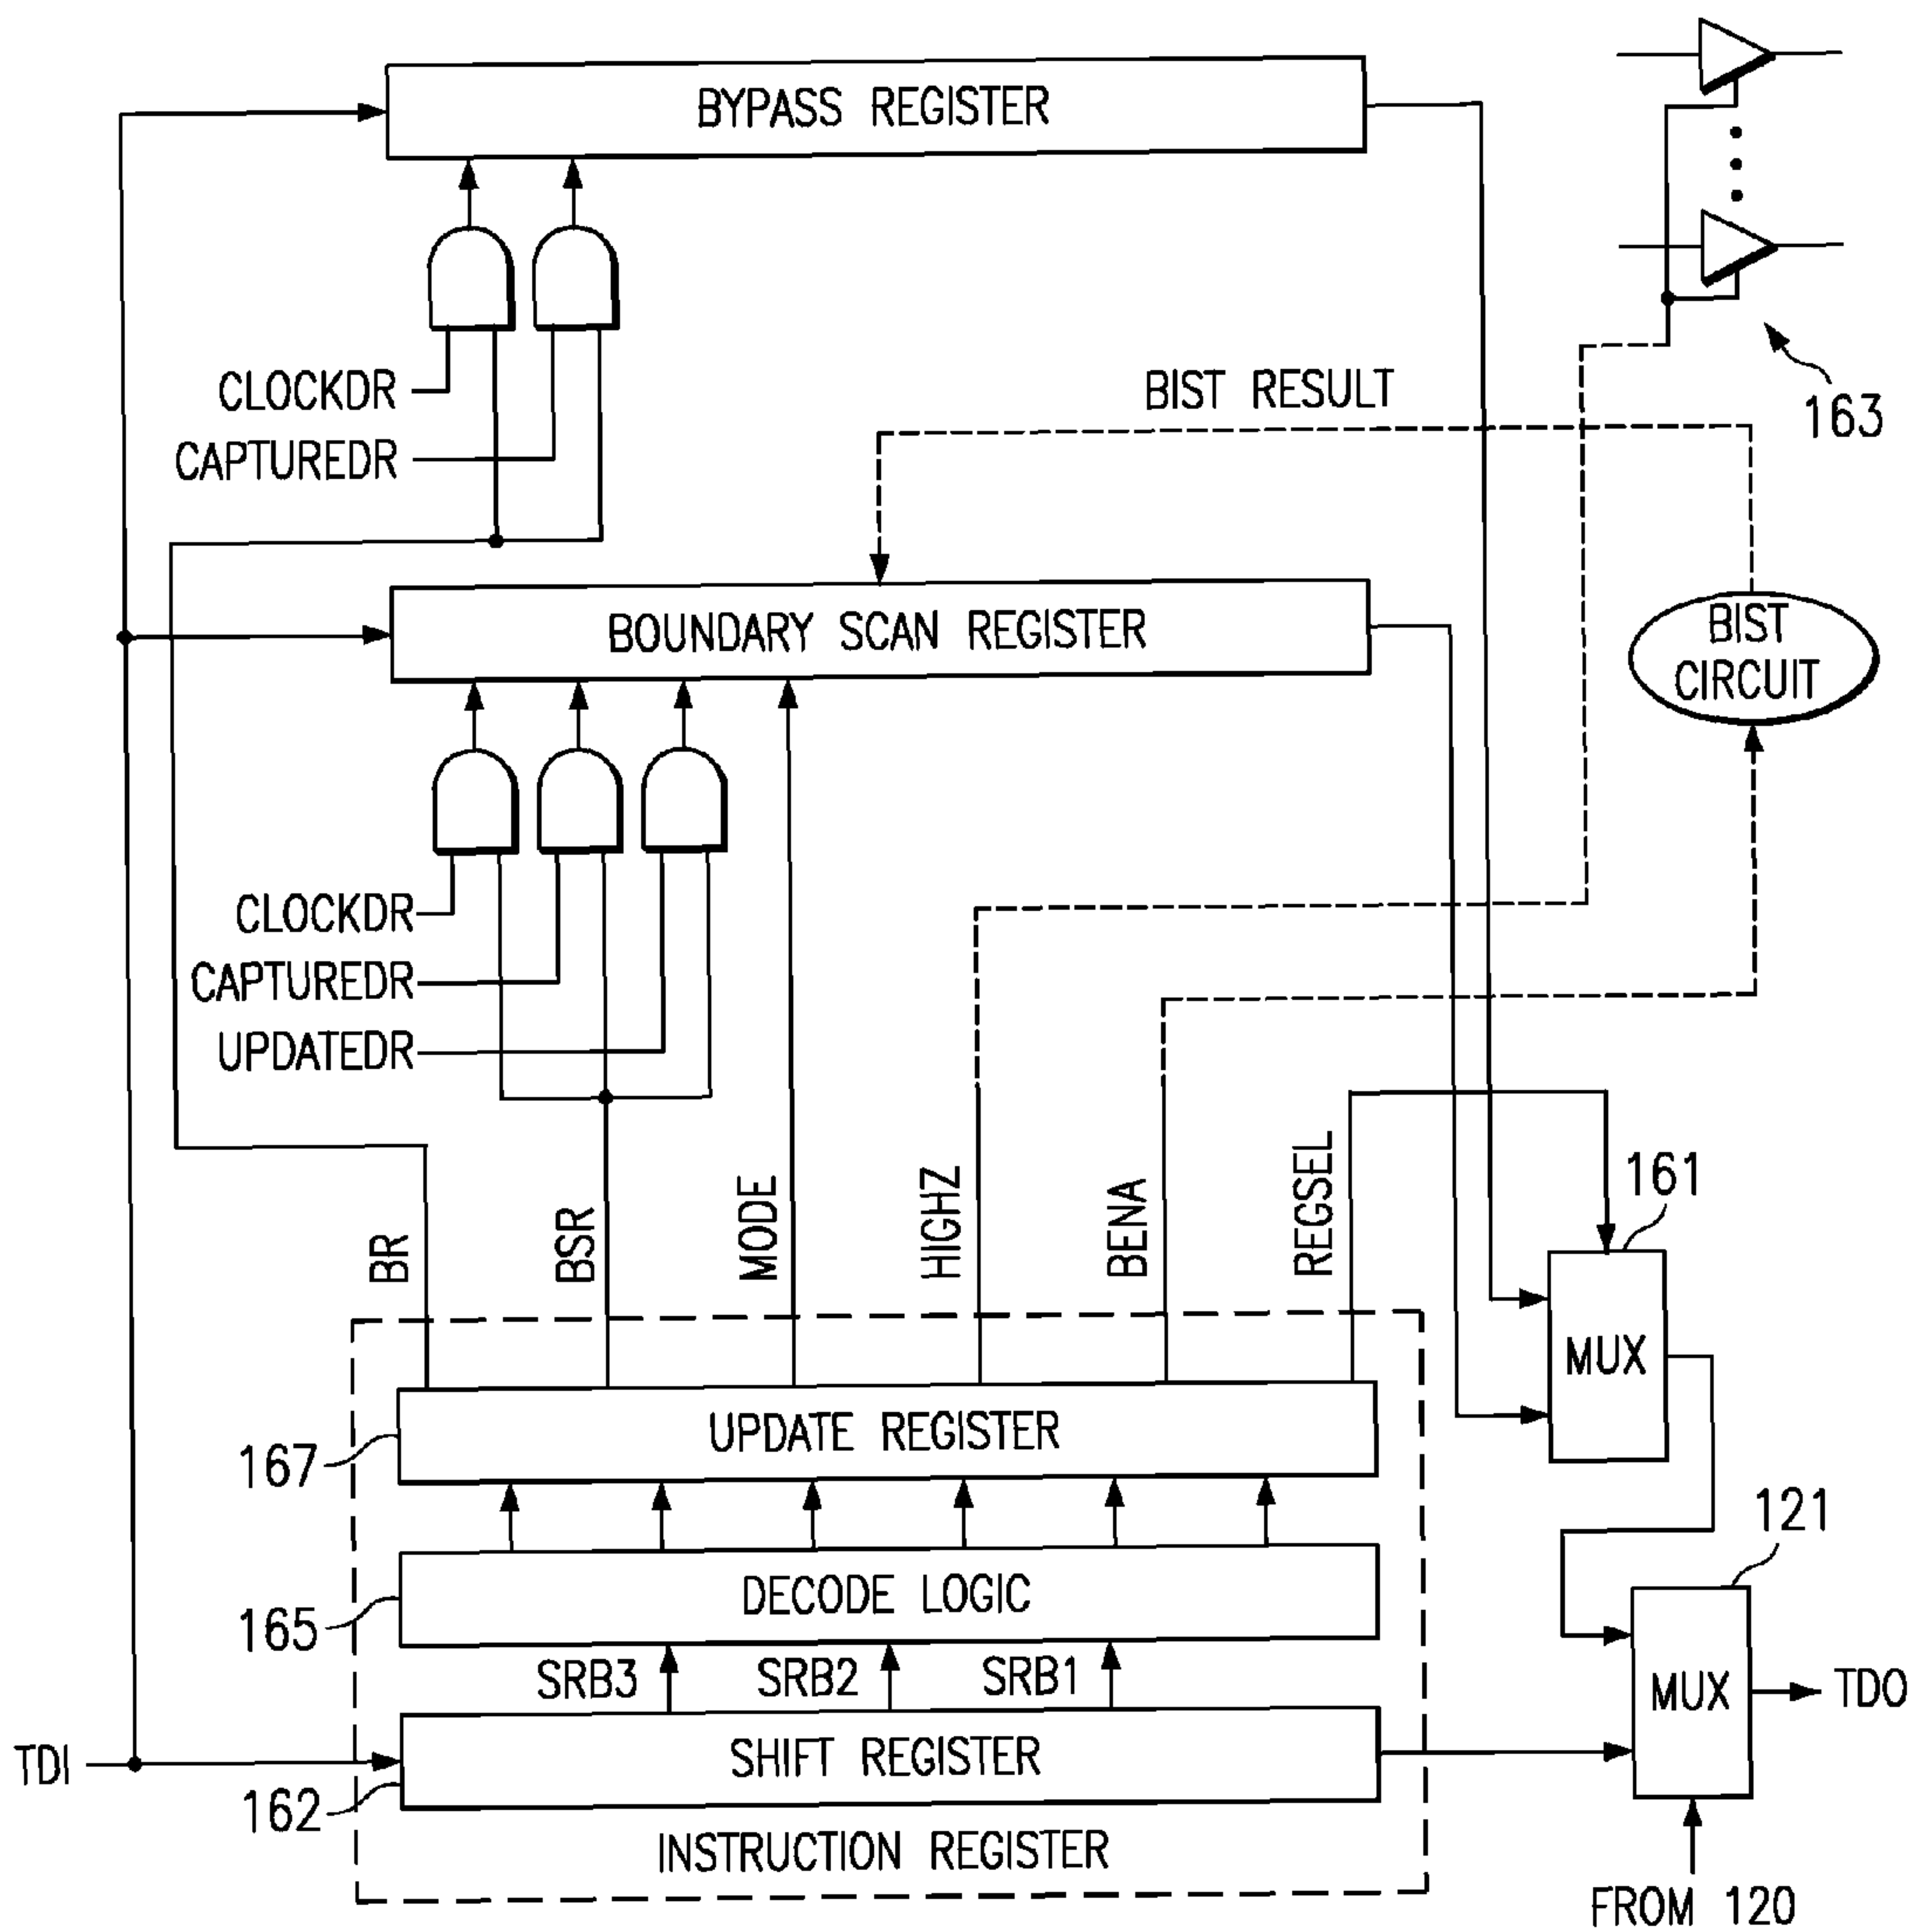 BYPASS REGISTER
CLOCKDR
CAPTUREDR
BIST RESULT
163
BOUNDARY SCAN REGISTER
BIST
CIRCUIT
CLOCKDR
CAPTUREDR
UPDATEDR
BR
BSR
MODE
HIGHZ
BENA
REGSEL
161
MUX
UPDATE REGISTER
167
121
DECODE LOGIC
165
SRB3
SRB2
SRB1
MUX
TDO
TDI
SHIFT REGISTER
162
INSTRUCTION REGISTER
FROM 120